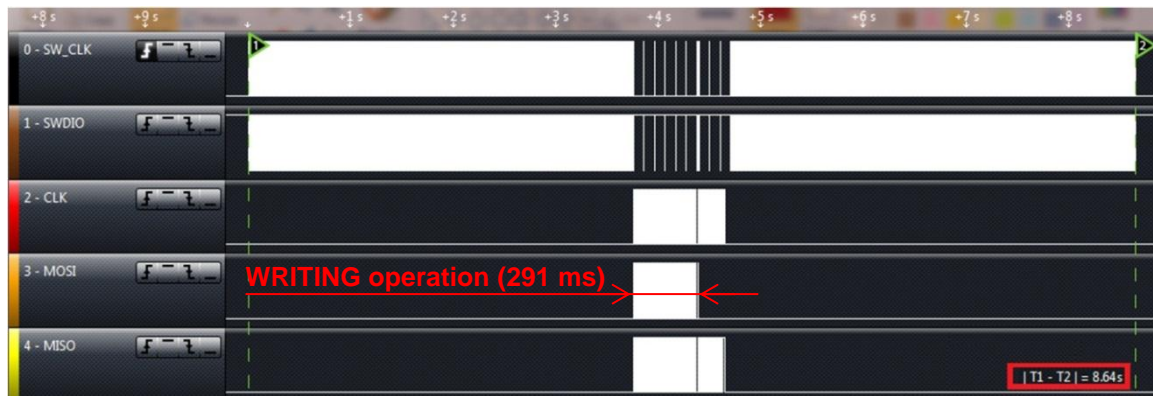 +8 s +9 s +1 s +2 s +3 s +4 s +5 s +6 s +7 s +8 s
0 - SW_CLK 1 2
1 - SWDIO
2 - CLK
3 - MOSI WRITING operation (291 ms)
4 - MISO
| T1 - T2 | = 8.64s